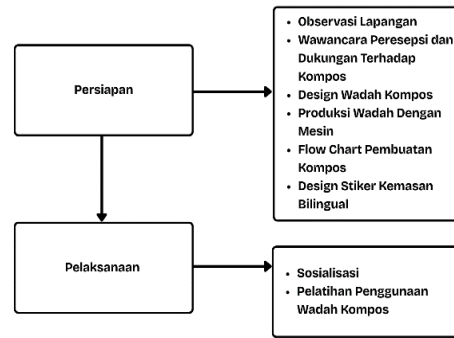 Persiapan
Observasi Lapangan
Wawancara Peresepsi dan
Dukungan Terhadap
Kompos
Design Wadah Kompos
Produksi Wadah Dengan
Mesin
Flow Chart Pembuatan
Kompos
Design Stiker Kemasan
Bilingual
Pelaksanaan
Sosialisasi
Pelatihan Penggunaan
Wadah Kompos